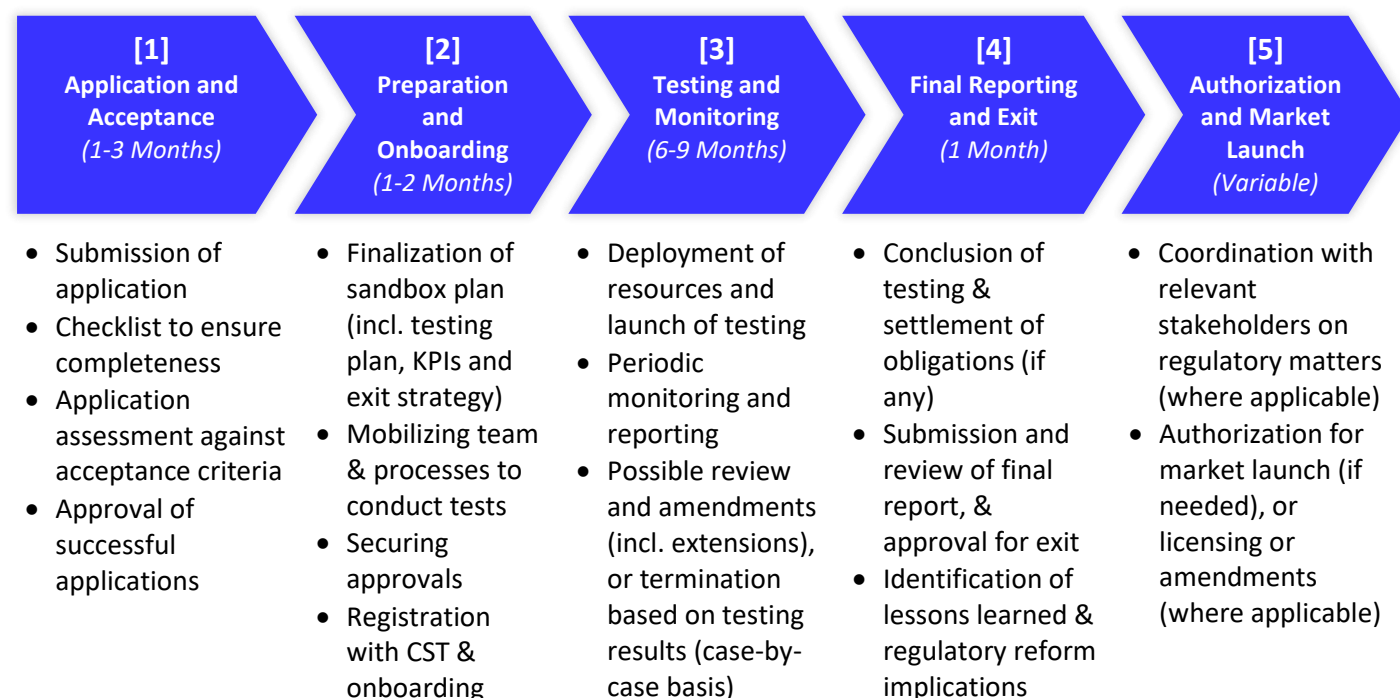 [1]
Application and
Acceptance
(1-3 Months)
[2]
Preparation
and
Onboarding
(1-2 Months)
[3]
Testing and
Monitoring
(6-9 Months)
[4]
Final Reporting
and Exit
(1 Month)
[5]
Authorization
and Market
Launch
(Variable)
• Submission of
application
• Checklist to ensure
completeness
• Application
assessment against
acceptance criteria
• Approval of
successful
applications
• Finalization of
sandbox plan
(incl. testing
plan, KPIs and
exit strategy)
• Mobilizing team
& processes to
conduct tests
• Securing
approvals
• Registration
with CST &
onboarding
• Deployment of
resources and
launch of testing
• Periodic
monitoring and
reporting
• Possible review
and amendments
(incl. extensions),
or termination
based on testing
results (case-by-
case basis)
• Conclusion of
testing &
settlement of
obligations (if
any)
• Submission and
review of final
report, &
approval for exit
• Identification of
lessons learned &
regulatory reform
implications
• Coordination with
relevant
stakeholders on
regulatory matters
(where applicable)
• Authorization for
market launch (if
needed), or
licensing or
amendments
(where applicable)